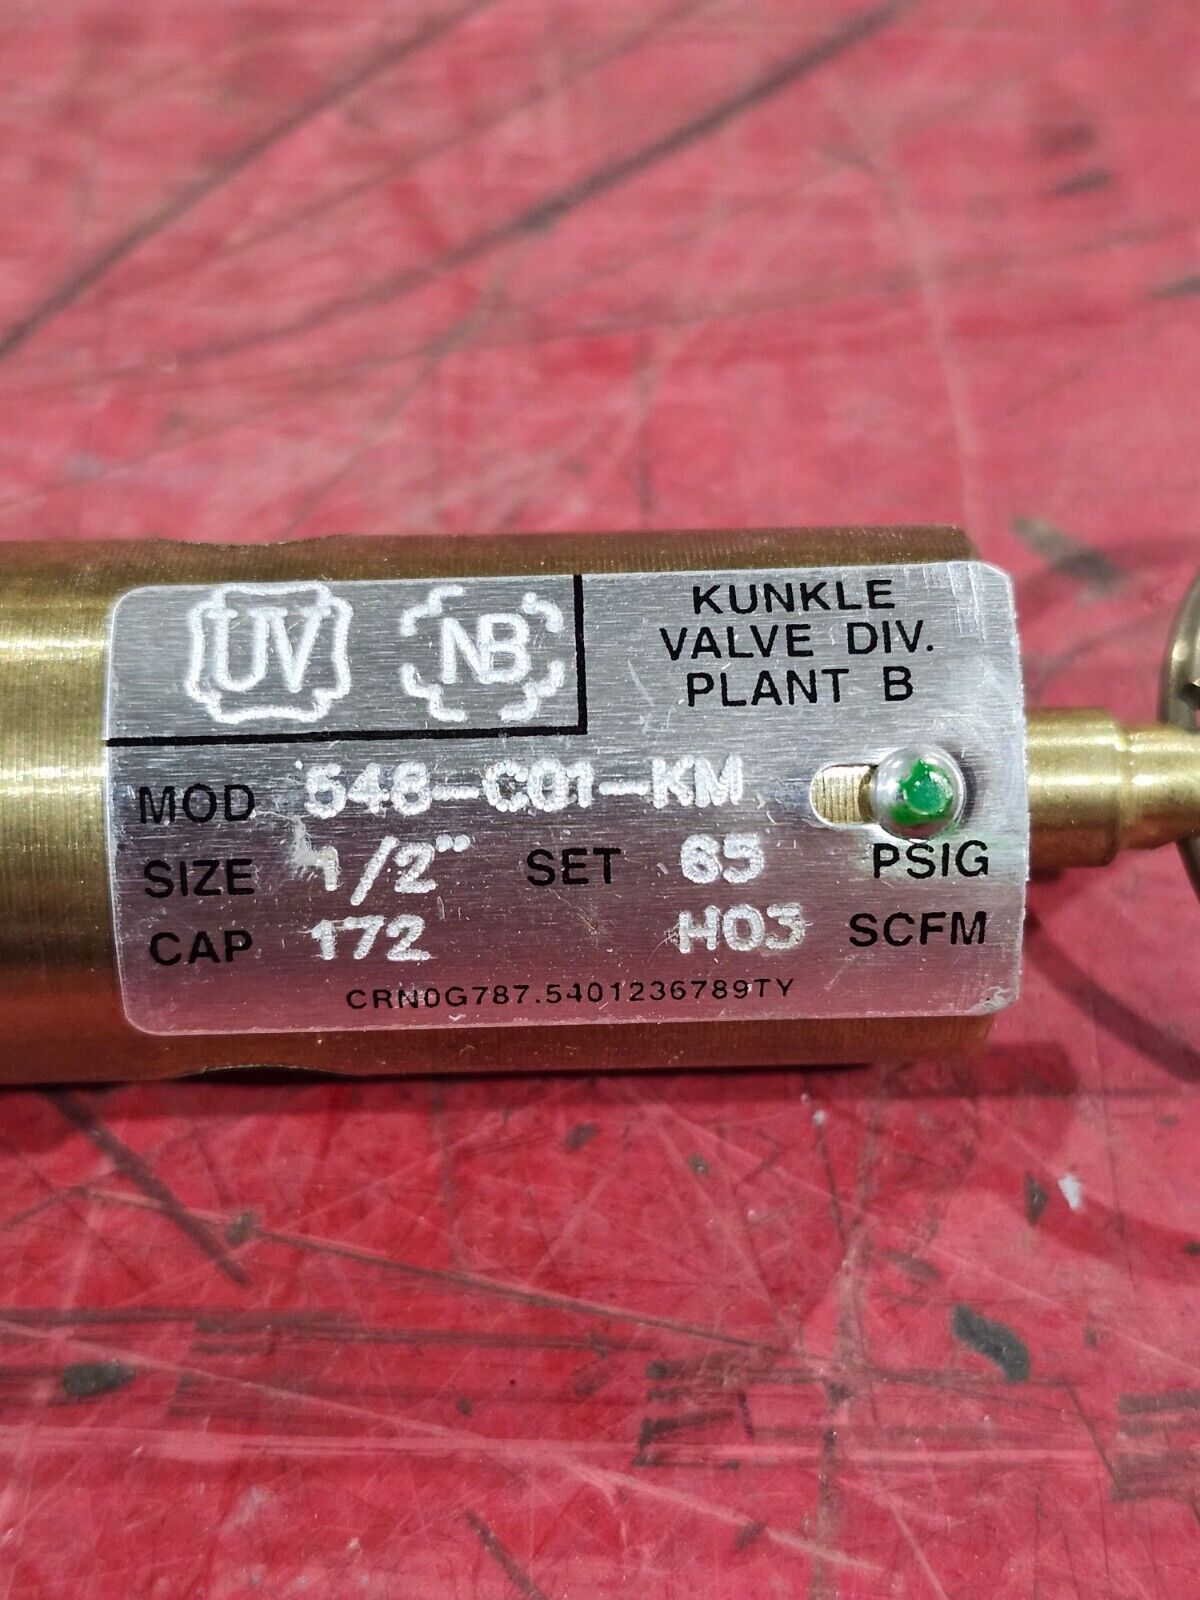 UV NB
KUNKLE
VALVE DIV.
PLANT B
MOD 548-C01-KM
SIZE 1/2" SET 65 PSIG
CAP 172 H03 SCFM
CRN0G787.5401236789TY